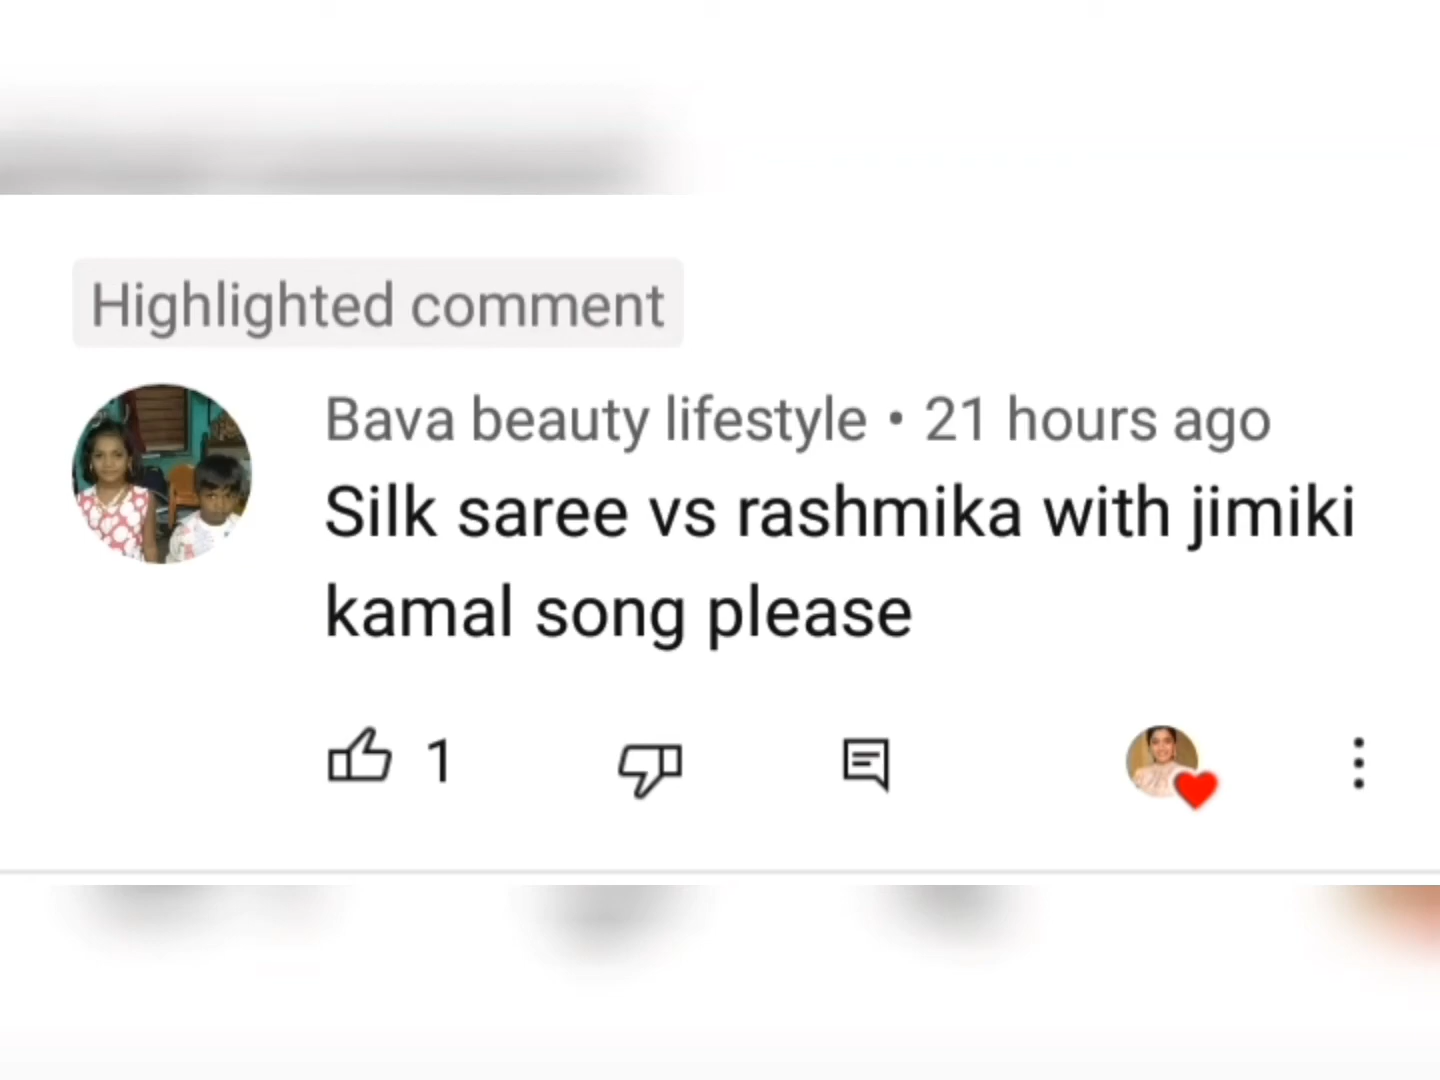 Highlighted comment
Bava beauty lifestyle • 21 hours ago
Silk saree vs rashmika with jimiki
kamal song please
1